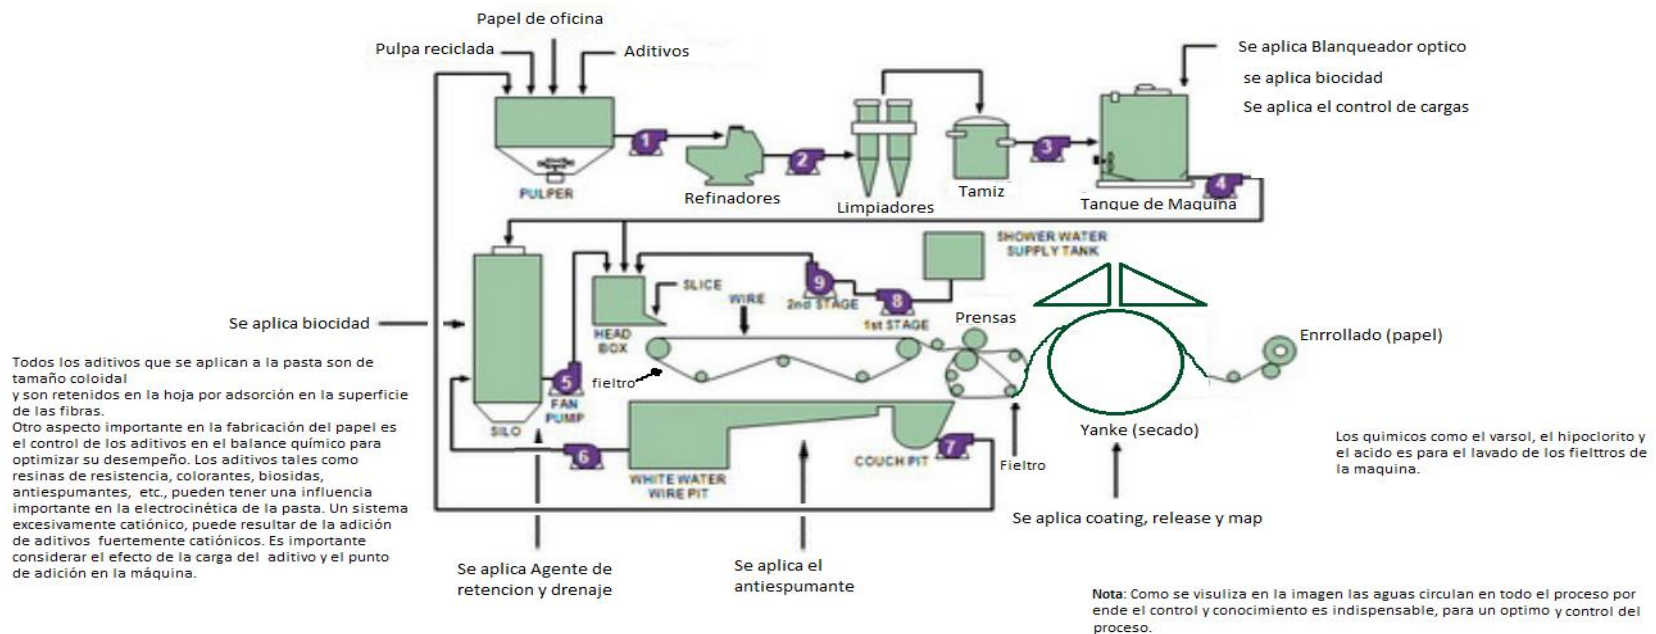 Papel de oficina
Pulpa reciclada
Aditivos
Se aplica Blanqueador optico
se aplica biocidad
Se aplica el control de cargas
1
2
3
4
PULPER
Refinadores
Limpiadores
Tamiz
Tanque de Maquina
SHOWER WATER
SUPPLY TANK
SLICE
WIRE
9
2nd STAGE
8
1st STAGE
Prensas
HEAD
BOX
Se aplica biocidad
Enrrollado (papel)
fieltro
5
FAN
PUMP
SILO
6
7
WHITE WATER
WIRE PIT
COUCH PIT
Fieltro
Yanke (secado)
Todos los aditivos que se aplican a la pasta son de
tamaño coloidal
y son retenidos en la hoja por adsorción en la superficie
de las fibras.
Otro aspecto importante en la fabricación del papel es
el control de los aditivos en el balance químico para
optimizar su desempeño. Los aditivos tales como
resinas de resistencia, colorantes, biosidas,
antiespumantes, etc., pueden tener una influencia
importante en la electrocinética de la pasta. Un sistema
excesivamente catiónico, puede resultar de la adición
de aditivos fuertemente catiónicos. Es importante
considerar el efecto de la carga del aditivo y el punto
de adición en la máquina.
Los quimicos como el varsol, el hipoclorito y
el acido es para el lavado de los fielttros de
la maquina.
Se aplica coating, release y map
Se aplica Agente de
retencion y drenaje
Se aplica el
antiespumante
Nota: Como se visuliza en la imagen las aguas circulan en todo el proceso por
ende el control y conocimiento es indispensable, para un optimo y control del
proceso.